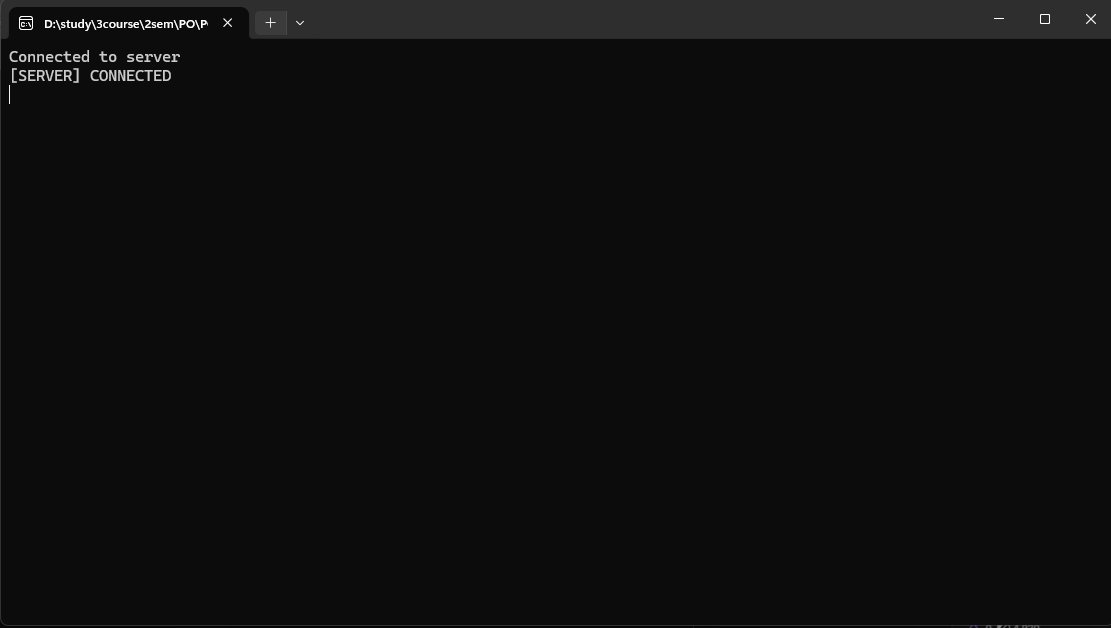 D:\study\3course\2sem\PO\P
Connected to server
[SERVER] CONNECTED